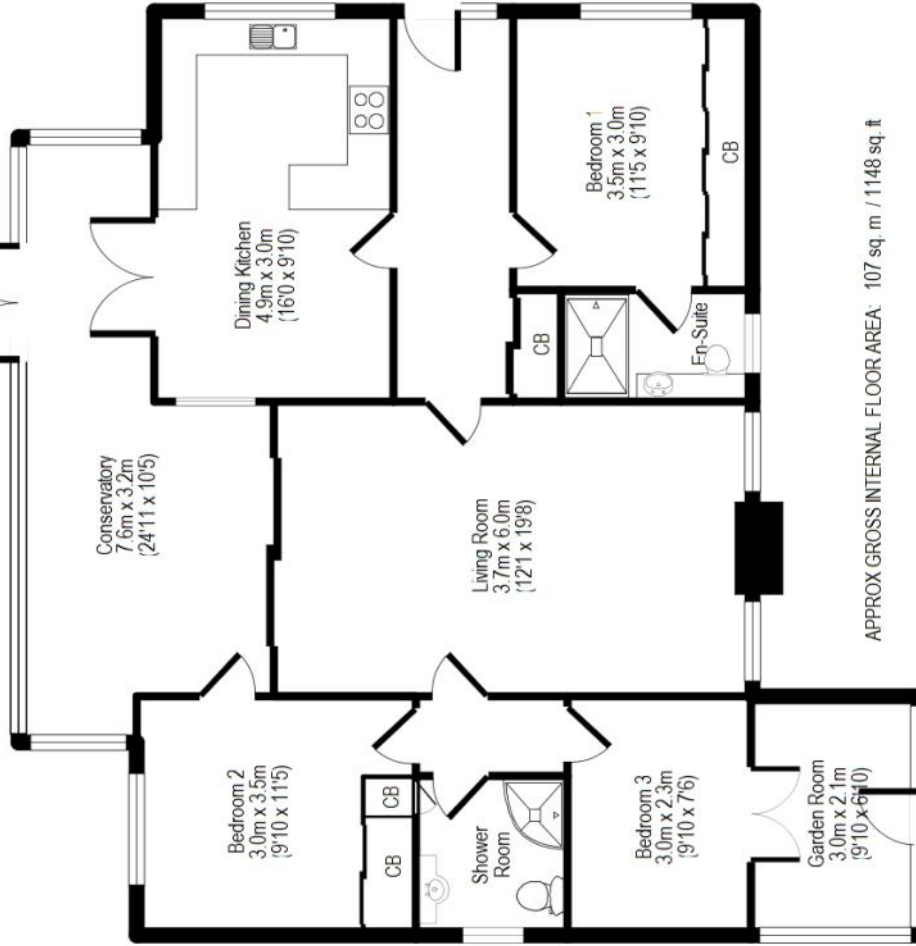 Dining Kitchen
4.9m x 3.0m
(16'0 x 9'10)
Bedroom 1
3.5m x 3.0m
(11'5 x 9'10)
CB
CB
En-Suite
Conservatory
7.6m x 3.2m
(24'11 x 10'5)
Living Room
3.7m x 6.0m
(12'1 x 19'8)
Bedroom 2
3.0m x 3.5m
(9'10 x 11'5)
CB
CB
Shower
Room
Bedroom 3
3.0m x 2.3m
(9'10 x 7'6)
Garden Room
3.0m x 2.1m
(9'10 x 6'10)
APPROX GROSS INTERNAL FLOOR AREA: 107 sq. m / 1148 sq. ft